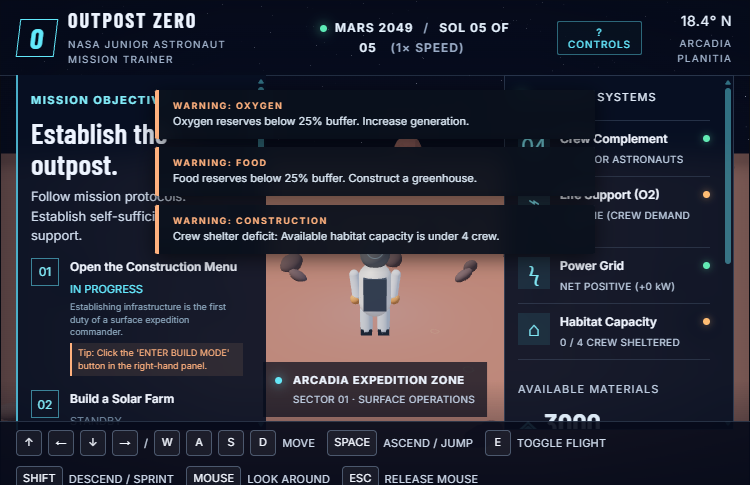 0
OUTPOST ZERO
NASA JUNIOR ASTRONAUT
MISSION TRAINER
MARS 2049 / SOL 05 OF
05 (1× SPEED)
?
CONTROLS
18.4° N
ARCADIA
PLANITIA
MISSION OBJECTIV
Establish the
outpost.
Follow mission protocols.
Establish self-suffici
support.
01
Open the Construction Menu
IN PROGRESS
Establishing infrastructure is the first
duty of a surface expedition
commander.
Tip: Click the 'ENTER BUILD MODE'
button in the right-hand panel.
02
Build a Solar Farm
STANDBY
WARNING: OXYGEN
Oxygen reserves below 25% buffer. Increase generation.
WARNING: FOOD
Food reserves below 25% buffer. Construct a greenhouse.
WARNING: CONSTRUCTION
Crew shelter deficit: Available habitat capacity is under 4 crew.
ARCADIA EXPEDITION ZONE
SECTOR 01 · SURFACE OPERATIONS
SYSTEMS
04
Crew Complement
OR ASTRONAUTS
Life Support (O2)
(CREW DEMAND
Power Grid
NET POSITIVE (+0 kW)
Habitat Capacity
0 / 4 CREW SHELTERED
AVAILABLE MATERIALS
3000
↑ ← ↓ → / W A S D MOVE SPACE ASCEND / JUMP E TOGGLE FLIGHT
SHIFT DESCEND / SPRINT MOUSE LOOK AROUND ESC RELEASE MOUSE